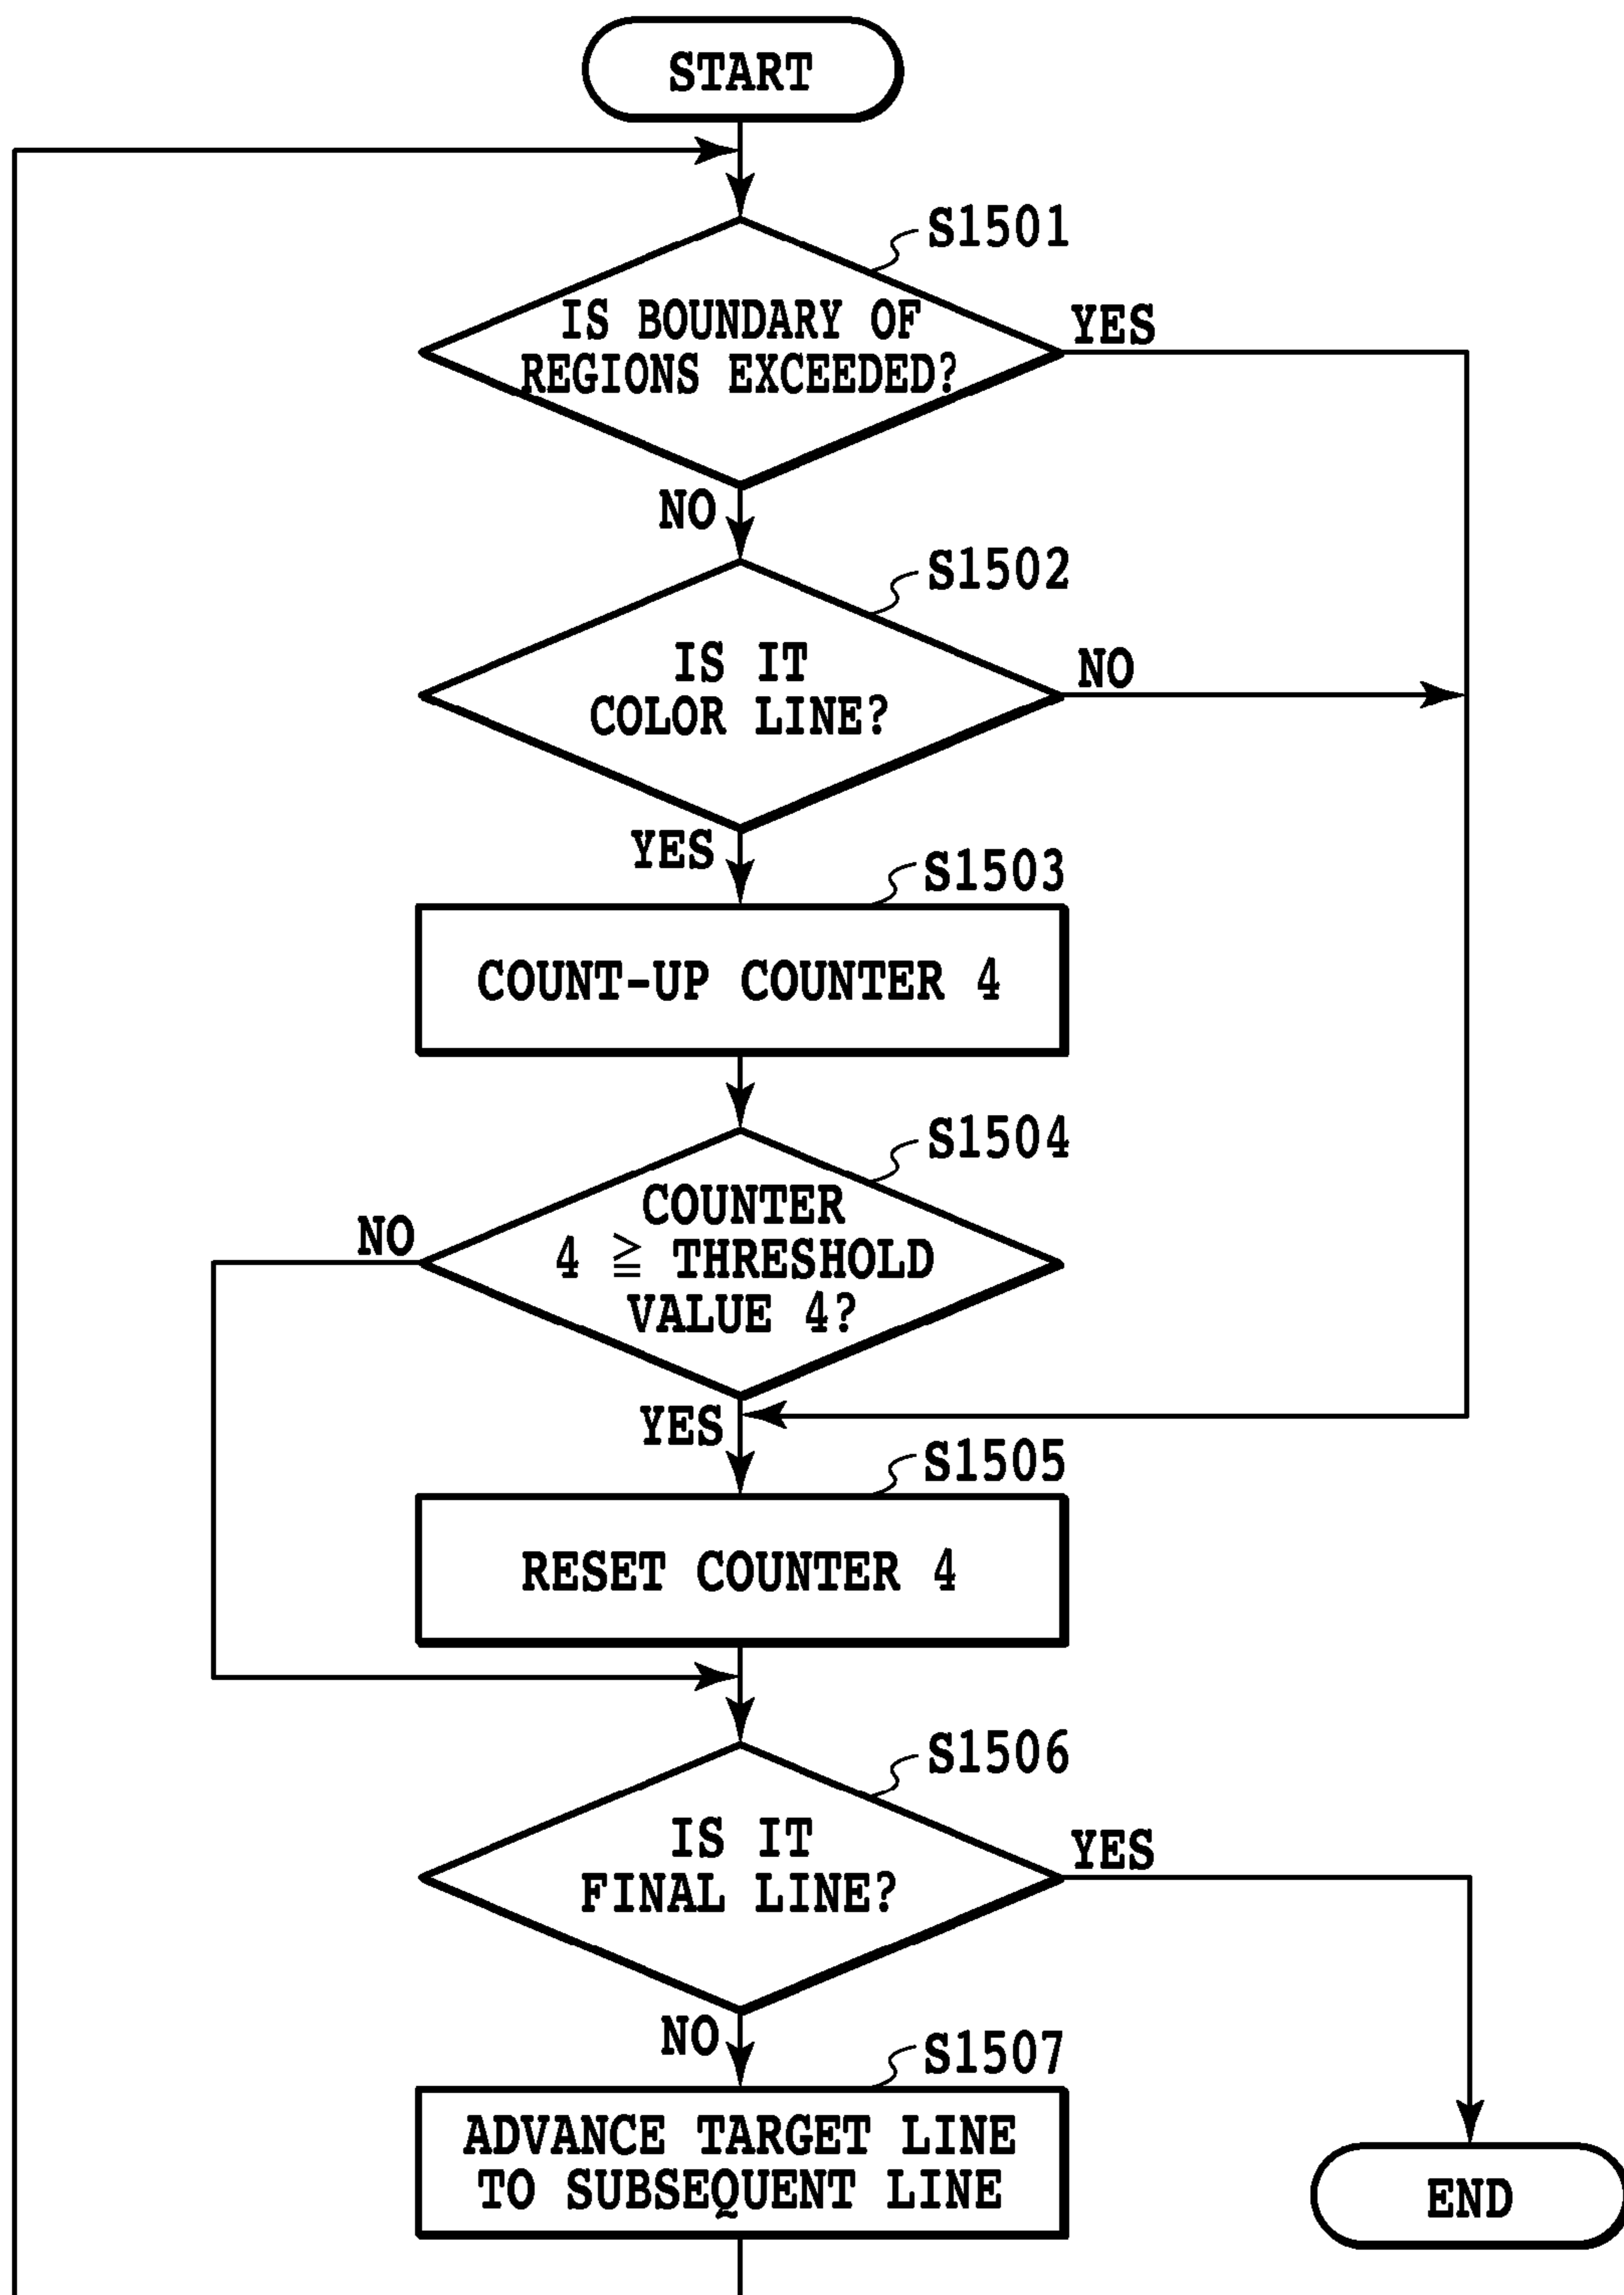 START
S1501
IS BOUNDARY OF
REGIONS EXCEEDED?
YES
NO
S1502
IS IT
COLOR LINE?
NO
YES
S1503
COUNT-UP COUNTER 4
S1504
COUNTER
4 ≧ THRESHOLD
VALUE 4?
NO
YES
S1505
RESET COUNTER 4
S1506
IS IT
FINAL LINE?
YES
NO
S1507
ADVANCE TARGET LINE
TO SUBSEQUENT LINE
END